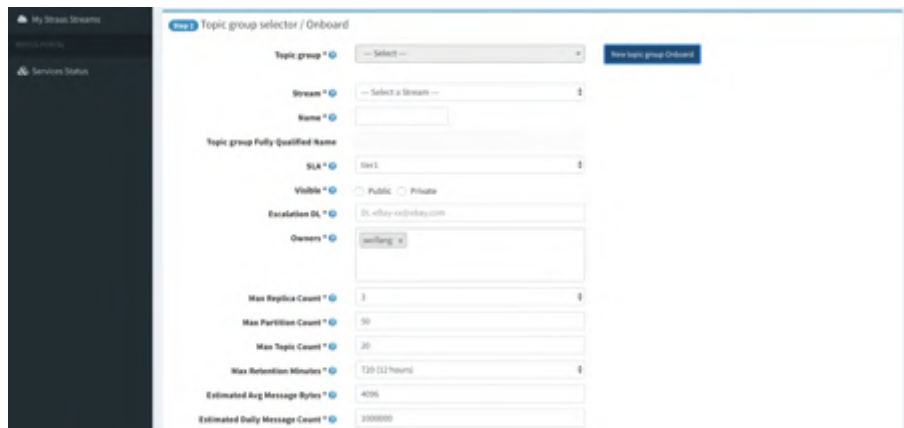 My Straas Streams
Services Status
Step 2 Topic group selector / Onboard
Topic group * --- Select --- New topic group Onboard
Stream * --- Select a Stream ---
Name *
Topic group Fully Qualified Name
SLA * tier1
Visible * Public Private
Escalation DL *
Owners * weifang x
Max Replica Count * 3
Max Partition Count * 50
Max Topic Count * 20
Max Retention Minutes * 720 (12 hours)
Estimated Avg Message Bytes * 4096
Estimated Daily Message Count * 1000000